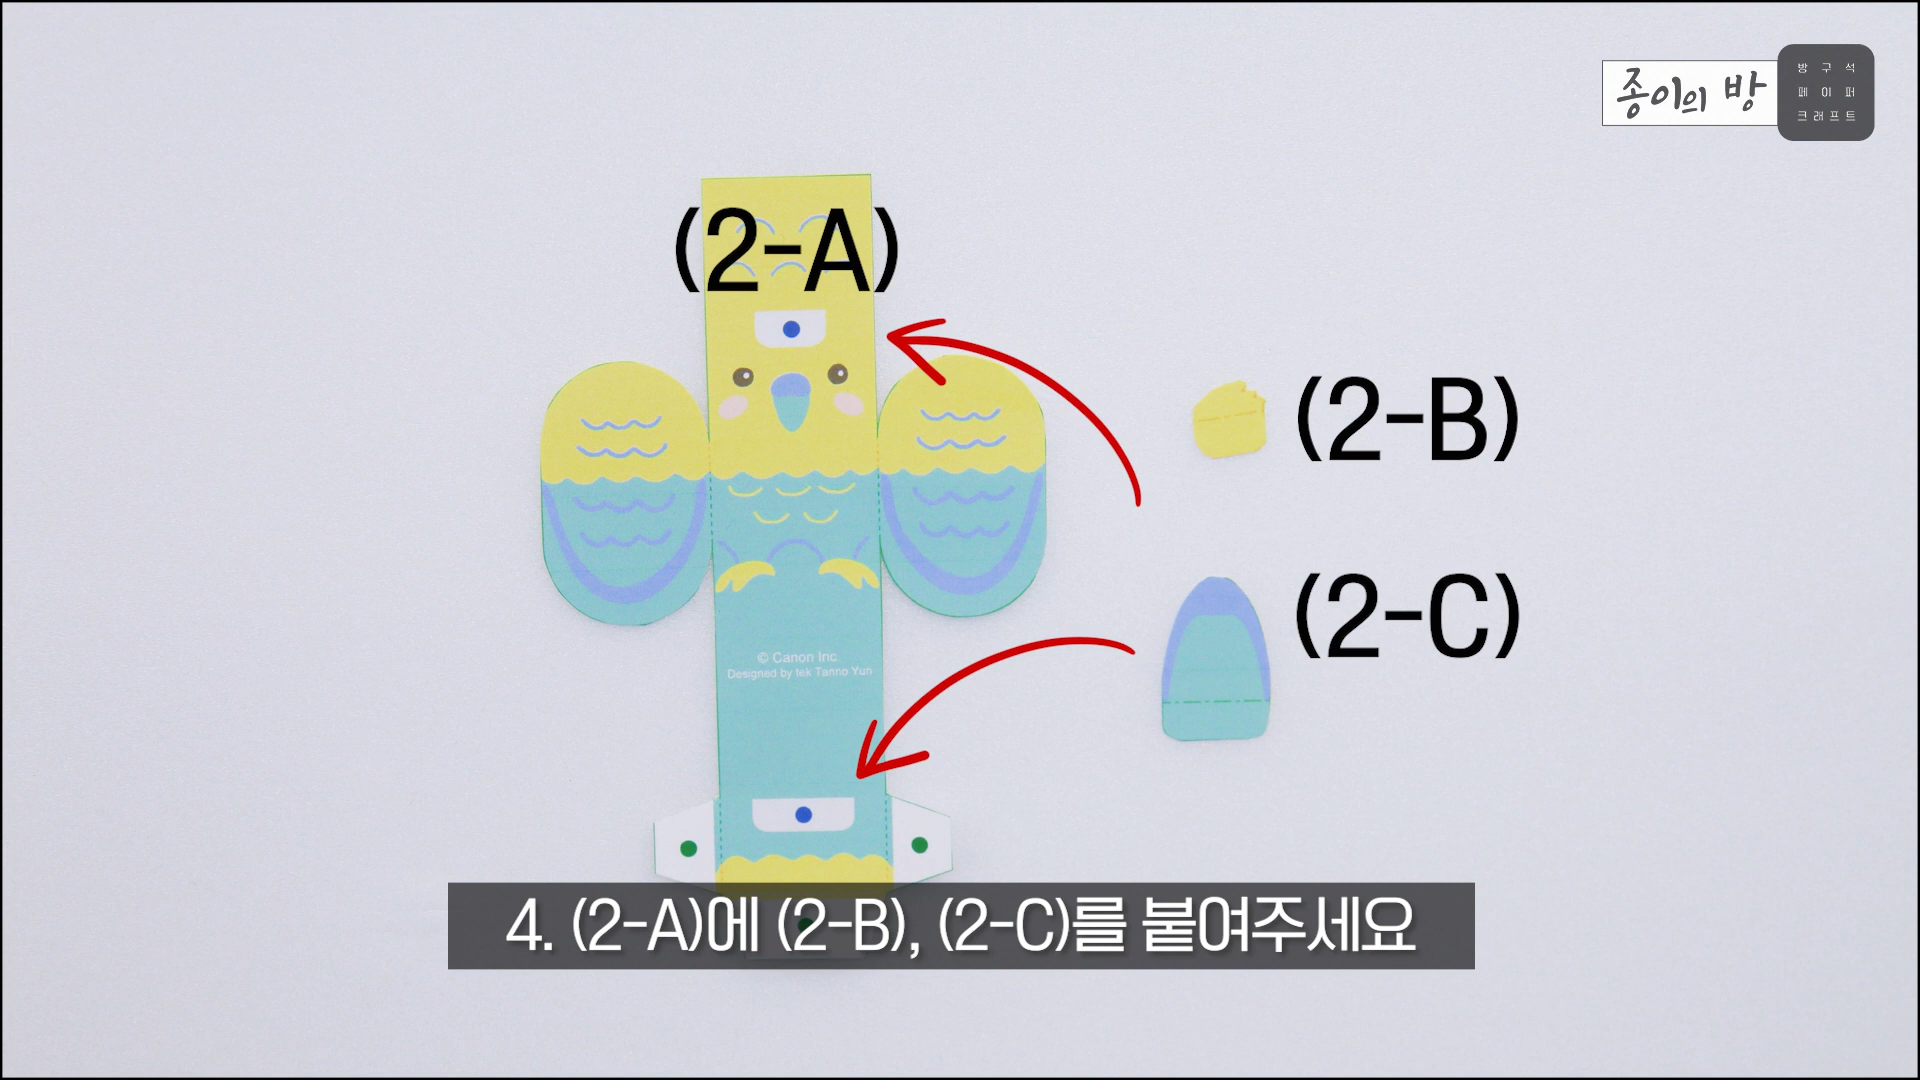 종이의 방
방구석
페이퍼
크려프트
(2-A)
(2-B)
(2-C)
© Canon Inc.
Designed by tek Tanno Yun
4. (2-A)에 (2-B), (2-C)를 붙여주세요